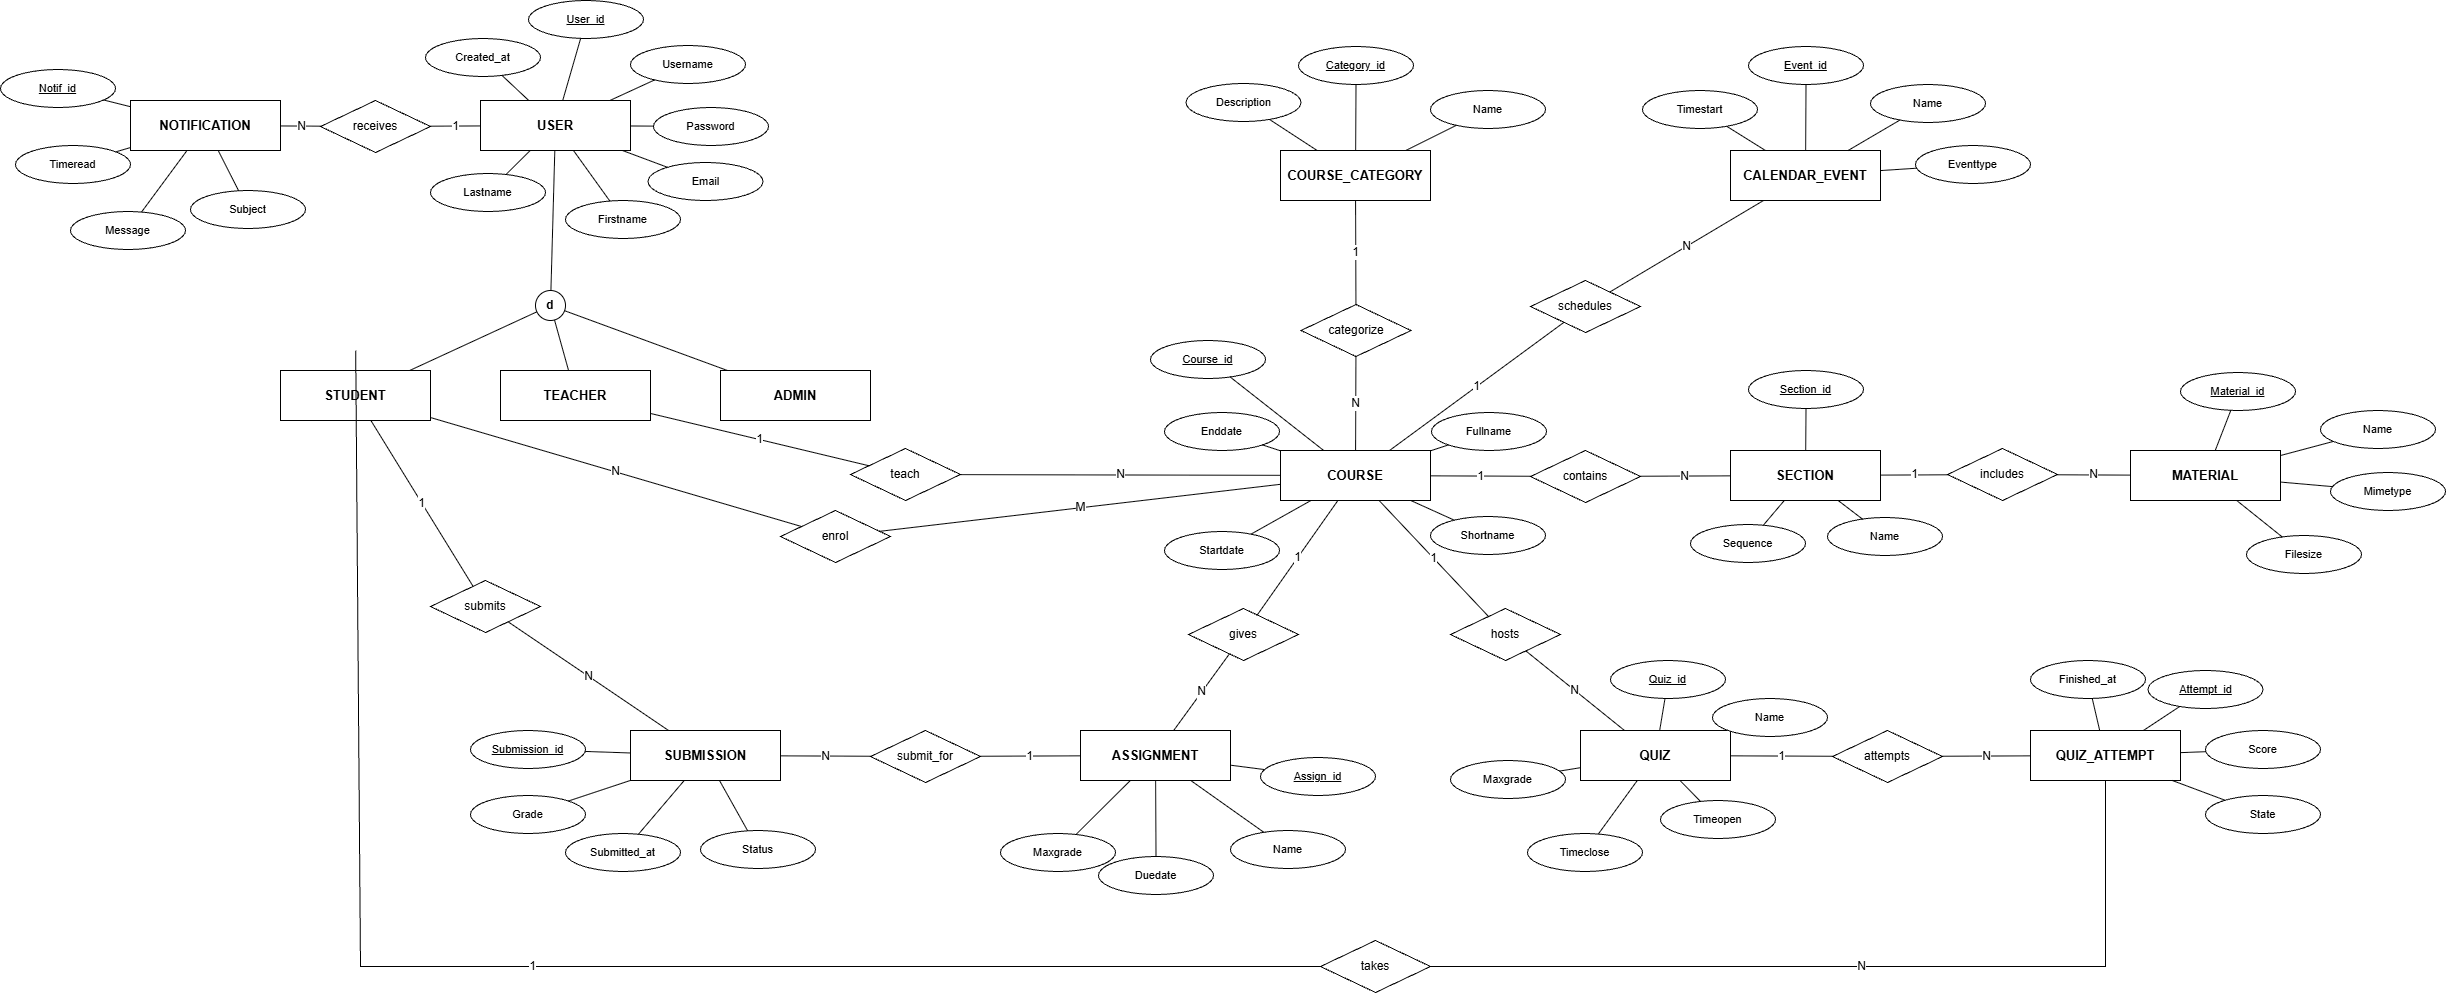 User_id
Created_at
Username
Notif_id
NOTIFICATION
N
receives
1
USER
Password
Timeread
Lastname
Email
Message
Subject
Firstname
Category_id
Description
Name
COURSE_CATEGORY
Event_id
Timestart
Name
Eventtype
CALENDAR_EVENT
1
N
d
categorize
schedules
STUDENT
TEACHER
ADMIN
Course_id
N
1
Enddate
Fullname
1
teach
N
COURSE
1
contains
N
SECTION
1
includes
N
MATERIAL
Section_id
Material_id
Name
Mimetype
Filesize
Sequence
Name
N
enrol
M
Startdate
Shortname
1
submits
N
1
gives
N
1
hosts
N
Submission_id
SUBMISSION
N
submit_for
1
ASSIGNMENT
Assign_id
Grade
Submitted_at
Status
Maxgrade
Duedate
Name
Quiz_id
Name
QUIZ
Maxgrade
Timeclose
Timeopen
1
attempts
N
Finished_at
Attempt_id
QUIZ_ATTEMPT
Score
State
1
takes
N